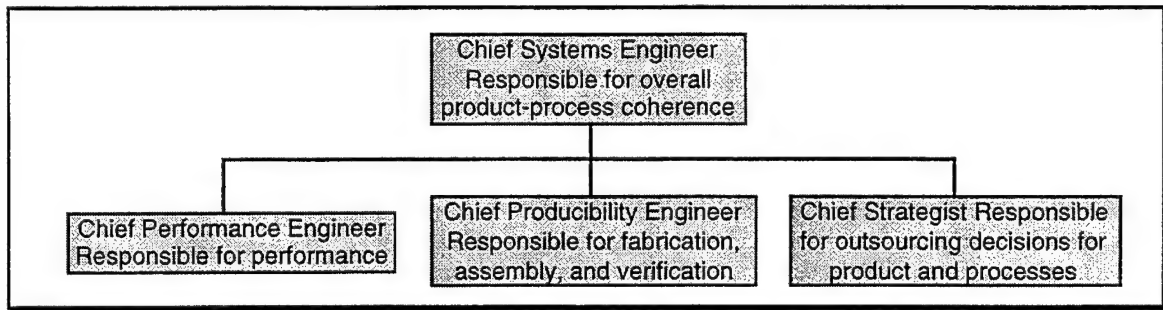 Chief Systems Engineer
Responsible for overall
product-process coherence
Chief Performance Engineer
Responsible for performance
Chief Producibility Engineer
Responsible for fabrication,
assembly, and verification
Chief Strategist Responsible
for outsourcing decisions for
product and processes